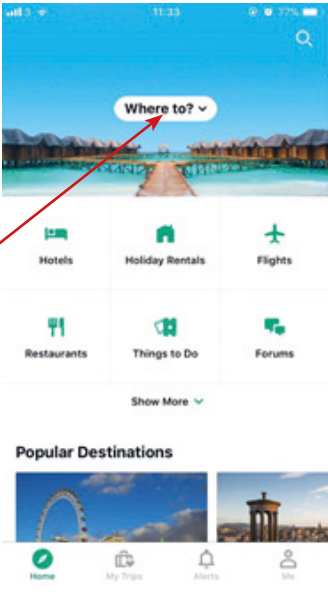 11:33
77%
Where to?
Hotels
Holiday Rentals
Flights
Restaurants
Things to Do
Forums
Show More
Popular Destinations
Home
My Trips
Alerts
Me